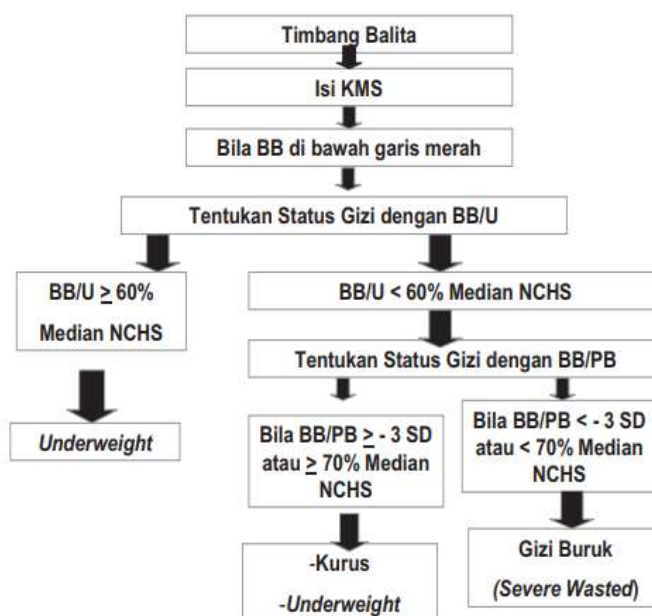 Timbang Balita
Isi KMS
Bila BB di bawah garis merah
Tentukan Status Gizi dengan BB/U
BB/U ≥ 60%
Median NCHS
BB/U < 60% Median NCHS
Tentukan Status Gizi dengan BB/PB
Underweight
Bila BB/PB ≥ - 3 SD
atau ≥ 70% Median
NCHS
Bila BB/PB < - 3 SD
atau < 70% Median
NCHS
-Kurus
-Underweight
Gizi Buruk
(Severe Wasted)